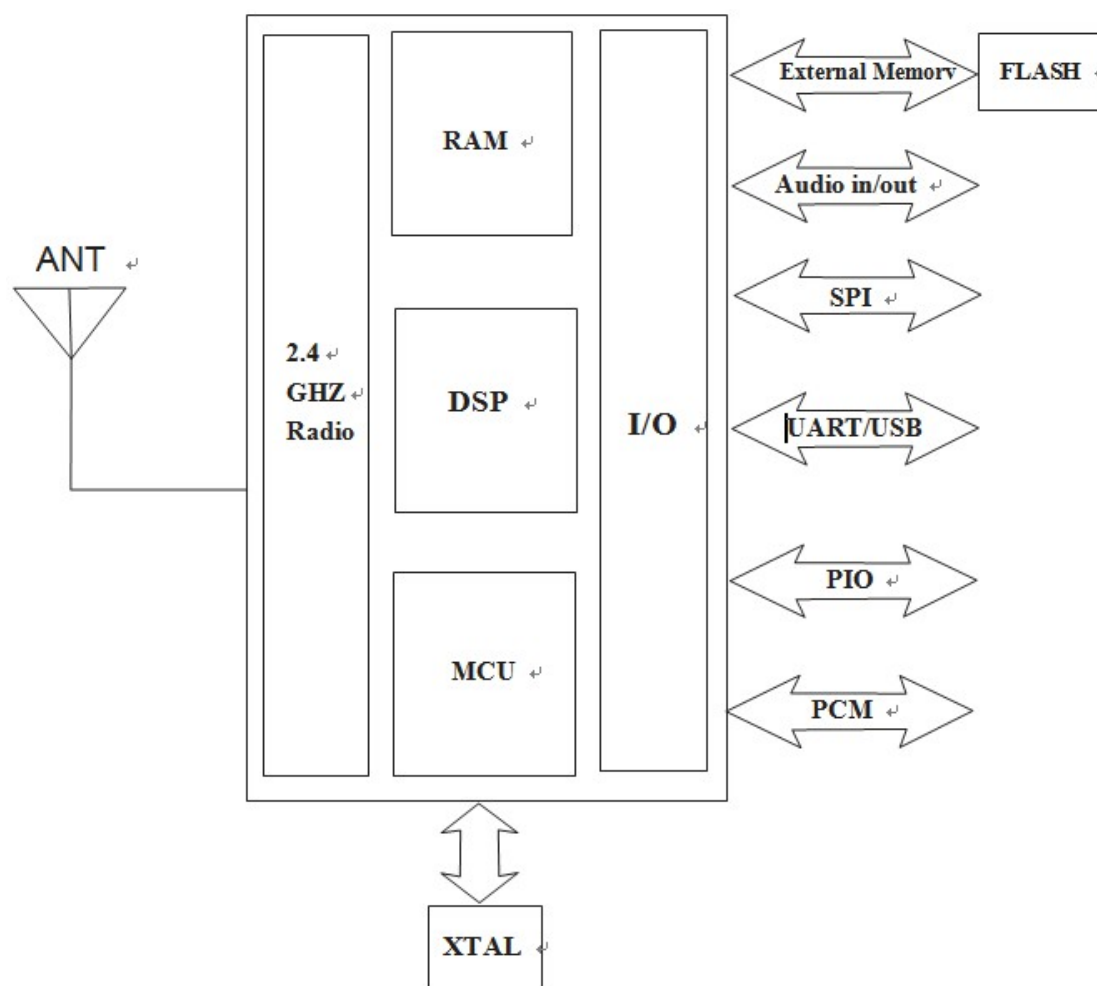 RAM
External Memory
FLASH
Audio in/out
ANT
SPI
2.4
GHZ
Radio
DSP
I/O
UART/USB
PIO
MCU
PCM
XTAL